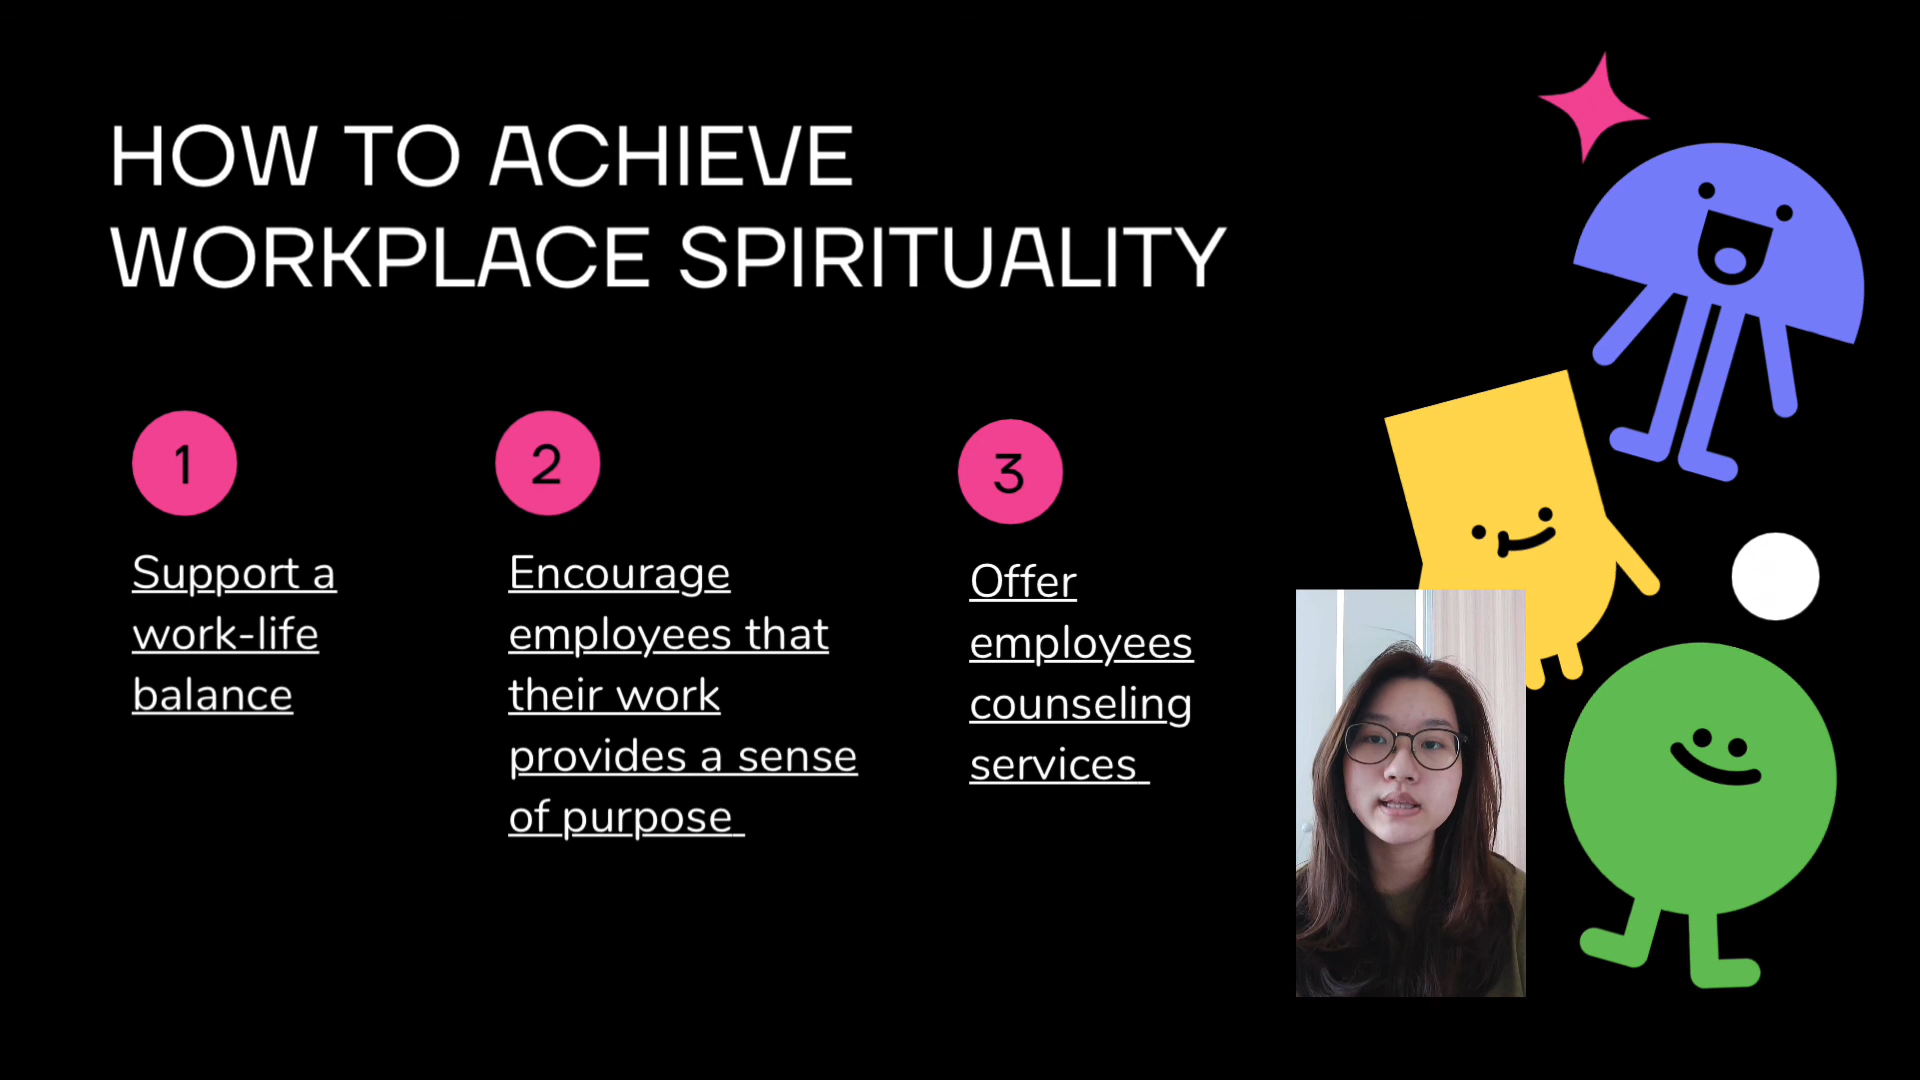 HOW TO ACHIEVE
WORKPLACE SPIRITUALITY
1
Support a
work-life
balance
2
Encourage
employees that
their work
provides a sense
of purpose
3
Offer
employees
counseling
services